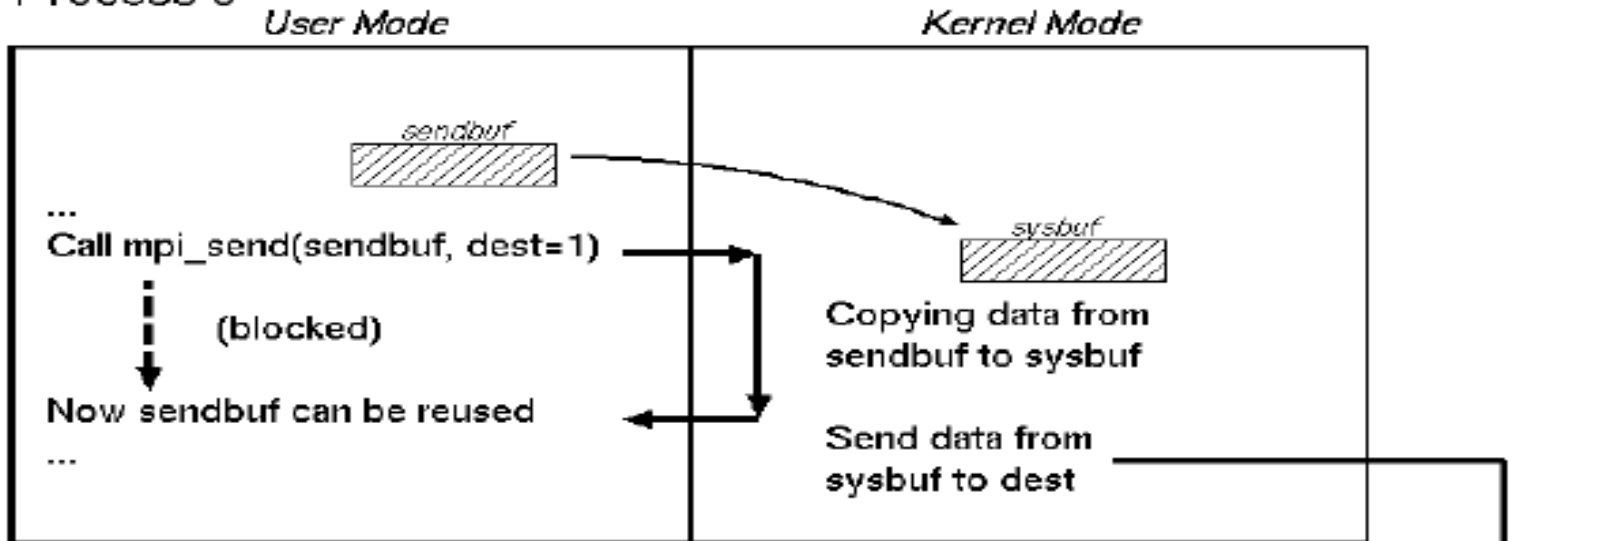 User Mode
Kernel Mode
sendbuf
...
Call mpi_send(sendbuf, dest=1)
sysbuf
(blocked)
Copying data from
sendbuf to sysbuf
Now sendbuf can be reused
...
Send data from
sysbuf to dest